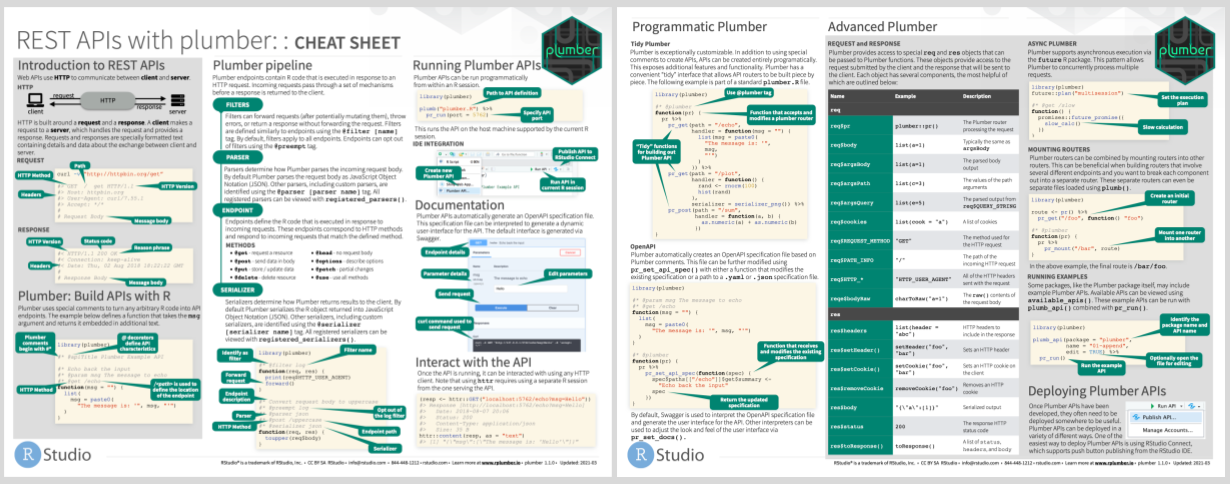 REST APIs with plumber: : CHEAT SHEET
plumber
Introduction to REST APIs
Web APIs use HTTP to communicate between client and server.
HTTP
request
HTTP
response
client
server
HTTP is built around a request and a response. A client makes a
request to a server, which handles the request and provides a
response. Requests and responses are specially formatted text
containing details and data about the exchange between client and
server.
REQUEST
Path
curl -v "http://httpbin.org/get"
HTTP Method
HTTP Version
Headers
Message body
RESPONSE
HTTP Version
Status code
Reason phrase
Headers
Message body
Plumber: Build APIs with R
Plumber uses special comments to turn any arbitrary R code into API
endpoints. The example below defines a function that takes the msg
argument and returns it embedded in additional text.
Plumber
comments
begin with #*
@ decorators
define API
characteristics
library(plumber)
#* @apiTitle Plumber Example API
#* Echo back the input
HTTP Method
/<path> is used to
define the location
of the endpoint
function(msg = "") {
list(
msg = paste0(
"The message is: '", msg, "'")
)
}
Plumber pipeline
Plumber endpoints contain R code that is executed in response to an
HTTP request. Incoming requests pass through a set of mechanisms
before a response is returned to the client.
FILTERS
Filters can forward requests (after potentially mutating them), throw
errors, or return a response without forwarding the request. Filters
are defined similarly to endpoints using the @filter [name]
tag. By default, filters apply to all endpoints. Endpoints can opt out
of filters using the @preempt tag.
PARSER
Parsers determine how Plumber parses the incoming request body.
By default Plumber parses the request body as JavaScript Object
Notation (JSON). Other parsers, including custom parsers, are
identified using the @parser [parser name] tag. All
registered parsers can be viewed with registered_parsers().
ENDPOINT
Endpoints define the R code that is executed in response to
incoming requests. These endpoints correspond to HTTP methods
and respond to incoming requests that match the defined method.
METHODS
• @get - request a resource
• @post - send data in body
• @put - store / update data
• @delete - delete resource
• @head - no request body
• @options - describe options
• @patch - partial changes
SERIALIZER
Serializers determine how Plumber returns results to the client. By
default Plumber serializes the R object returned into JavaScript
Object Notation (JSON). Other serializers, including custom
serializers, are identified using the @serializer
[serializer name] tag. All registered serializers can be
viewed with registered_serializers().
Identify as
filter
library(plumber)
Filter name
Forward
request
function(req, res) {
print(req$HTTP_USER_AGENT)
forward()
}
Endpoint
description
#* Convert request body to uppercase
Opt out of
the log filter
Parser
HTTP Method
Endpoint path
function(req, res) {
toupper(req$body)
}
Serializer
Running Plumber APIs
Plumber APIs can be run programmatically
from within an R session.
library(plumber)
Path to API definition
plumb("plumber.R") %>%
pr_run(port = 5762)
Specify API
port
This runs the API on the host machine supported by the current R
session.
IDE INTEGRATION
Publish API to
RStudio Connect
Create new
Plumber API
Run API in
current R session
Documentation
Plumber APIs automatically generate an OpenAPI specification file.
This specification file can be interpreted to generate a dynamic
user-interface for the API. The default interface is generated via
Swagger.
Endpoint details
Parameter details
Edit parameters
Send request
curl command used to
send request
Interact with the API
Once the API is running, it can be interacted with using any HTTP
client. Note that using httr requires using a separate R session
from the one serving the API.
(resp <- httr::GET("localhost:5762/echo?msg=Hello"))
#> Response [http://localhost:5762/echo?msg=Hello]
#> Date: 2018-08-07 20:06
#> Status: 200
#> Content-Type: application/json
#> Size: 35 B
httr::content(resp, as = "text")
R Studio
RStudio® is a trademark of RStudio, Inc. • CC BY SA RStudio • info@rstudio.com • 844-448-1212 • rstudio.com • Learn more at www.rplumber.io • plumber 1.1.0 • Updated: 2021-03
Programmatic Plumber
Tidy Plumber
Plumber is exceptionally customizable. In addition to using special
comments to create APIs, APIs can be created entirely programatically.
This exposes additional features and functionality. Plumber has a
convenient "tidy" interface that allows API routers to be built piece by
piece. The following example is part of a standard plumber.R file.
library(plumber)
Use @plumber tag
#* @plumber
function(pr) {
pr %>%
Function that accepts and
modifies a plumber router
pr_get(path = "/echo",
handler = function(msg = "") {
list(msg = paste0(
"The message is: '",
msg,
"'")
)
}) %>%
"Tidy" functions
for building out
Plumber API
pr_get(path = "/plot",
handler = function() {
rand <- rnorm(100)
hist(rand)
},
serializer = serializer_png()) %>%
pr_post(path = "/sum",
handler = function(a, b) {
as.numeric(a) + as.numeric(b)
})
}
OpenAPI
Plumber automatically creates an OpenAPI specification file based on
Plumber comments. This file can be further modified using
pr_set_api_spec() with either a function that modifies the
existing specification or a path to a .yaml or .json specification file.
library(plumber)
#* @param msg The message to echo
#* @get /echo
function(msg = "") {
list(
msg = paste0(
"The message is: '", msg, "'")
)
}
#* @plumber
function(pr) {
pr %>%
Function that receives
and modifies the existing
specification
pr_set_api_spec(function(spec) {
spec$paths[["/echo"]]$get$summary <-
"Echo back the input"
spec
})
}
Return the updated
specification
By default, Swagger is used to interpret the OpenAPI specification file
and generate the user interface for the API. Other interpreters can be
used to adjust the look and feel of the user interface via
pr_set_docs().
Advanced Plumber
REQUEST and RESPONSE
Plumber provides access to special req and res objects that can
be passed to Plumber functions. These objects provide access to the
request submitted by the client and the response that will be sent to
the client. Each object has several components, the most helpful of
which are outlined below:
Name Example Description
req
req$pr plumber::pr() The Plumber router processing the request
req$body list(a=1) Typically the same as argsBody
req$argsBody list(a=1) The parsed body output
req$argsPath list(c=3) The values of the path arguments
req$argsQuery list(e=5) The parsed output from req$QUERY_STRING
req$cookies list(cook = "a") A list of cookies
req$REQUEST_METHOD "GET" The method used for the HTTP request
req$PATH_INFO "/" The path of the incoming HTTP request
req$HTTP_* "HTTP_USER_AGENT" All of the HTTP headers sent with the request
req$bodyRaw charToRaw("a=1") The raw() contents of the request body
res
res$headers list(header = "abc") HTTP headers to include in the response
res$setHeader() setHeader("foo", "bar") Sets an HTTP header
res$setCookie() setCookie("foo", "bar") Sets an HTTP cookie on the client
res$removeCookie removeCookie("foo") Removes an HTTP cookie
res$body "{\"a\":[1]}" Serialized output
res$status 200 The response HTTP status code
res$toResponse() toResponse() A list of status, headers, and body
plumber
ASYNC PLUMBER
Plumber supports asynchronous execution via
the future R package. This pattern allows
Plumber to concurrently process multiple
requests.
library(plumber)
future::plan("multisession")
Set the execution
plan
#* @get /slow
function() {
promises::future_promise({
slow_calc()
})
}
Slow calculation
MOUNTING ROUTERS
Plumber routers can be combined by mounting routers into other
routers. This can be beneficial when building routers that involve
several different endpoints and you want to break each component
out into a separate router. These separate routers can even be
separate files loaded using plumb().
library(plumber)
Create an initial
router
route <- pr() %>%
pr_get("/foo", function() "foo")
#* @plumber
function(pr) {
pr %>%
pr_mount("/bar", route)
}
Mount one router
into another
In the above example, the final route is /bar/foo.
RUNNING EXAMPLES
Some packages, like the Plumber package itself, may include
example Plumber APIs. Available APIs can be viewed using
available_apis(). These example APIs can be run with
plumb_api() combined with pr_run().
library(plumber)
Identify the package
name and API name
plumb_api(package = "plumber",
name = "01-append",
edit = TRUE) %>%
pr_run()
Run the example
API
Optionally open the
file for editing
Deploying Plumber APIs
Once Plumber APIs have been
developed, they often need to be
deployed somewhere to be useful.
Plumber APIs can be deployed in a
variety of different ways. One of the
easiest way to deploy Plumber APIs is using RStudio Connect,
which supports push button publishing from the RStudio IDE.
Run API
Publish API...
Manage Accounts...
R Studio
RStudio® is a trademark of RStudio, Inc. • CC BY SA RStudio • info@rstudio.com • 844-448-1212 • rstudio.com • Learn more at www.rplumber.io • plumber 1.1.0 • Updated: 2021-03